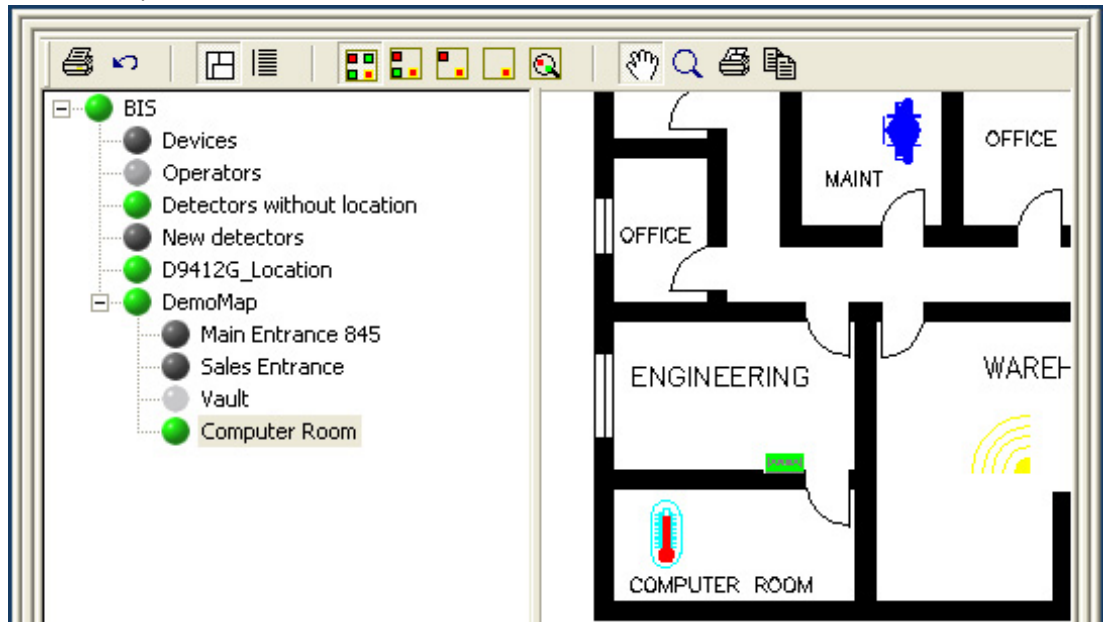 BIS
Devices
Operators
Detectors without location
New detectors
D9412G_Location
DemoMap
Main Entrance 845
Sales Entrance
Vault
Computer Room
OFFICE
MAINT
OFFICE
ENGINEERING
WAREH
COMPUTER ROOM